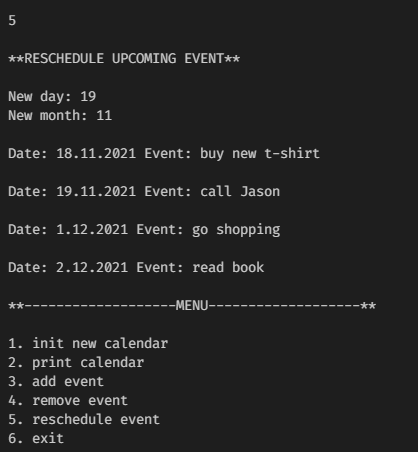 5
**RESCHEDULE UPCOMING EVENT**
New day: 19
New month: 11
Date: 18.11.2021 Event: buy new t-shirt
Date: 19.11.2021 Event: call Jason
Date: 1.12.2021 Event: go shopping
Date: 2.12.2021 Event: read book
**-------------------MENU-------------------**
1. init new calendar
2. print calendar
3. add event
4. remove event
5. reschedule event
6. exit